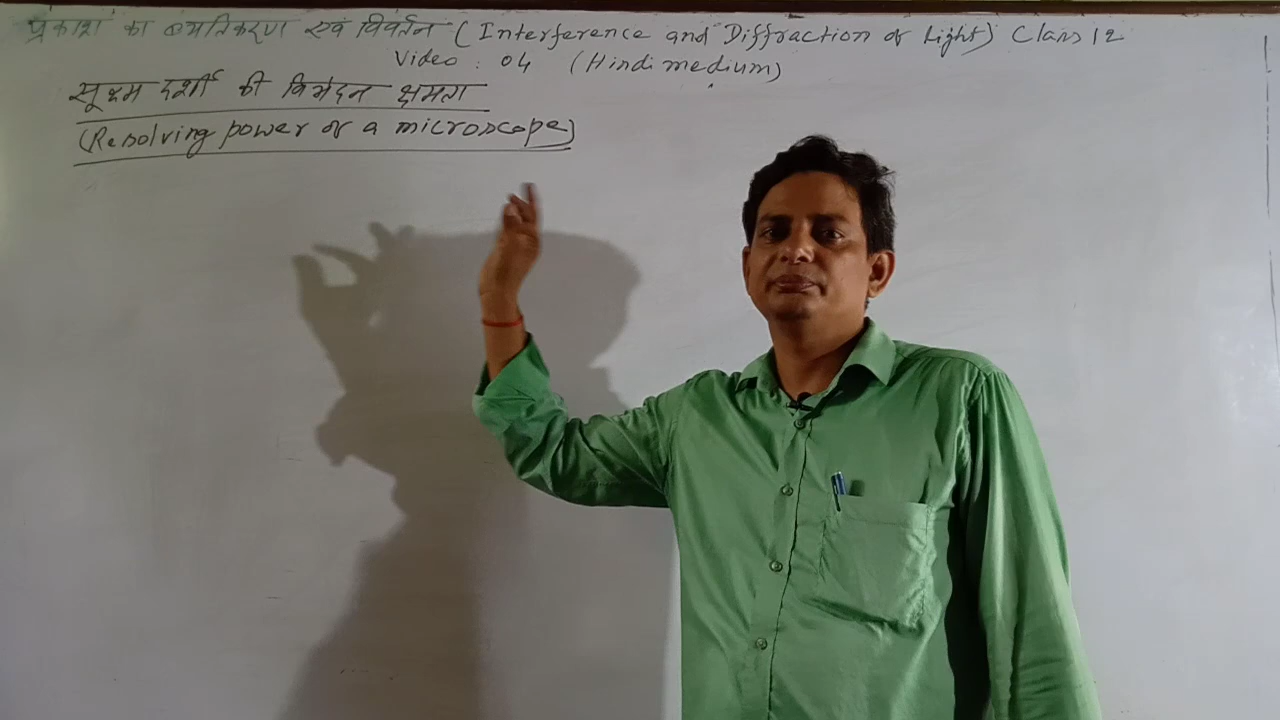 प्रकाश का व्यतिकरण एवं विवर्तन (Interference and Diffraction of Light) Class 12
Video : 04 (Hindi medium)
सूक्ष्म दर्शी की विभेदन क्षमता
(Resolving power of a microscope)